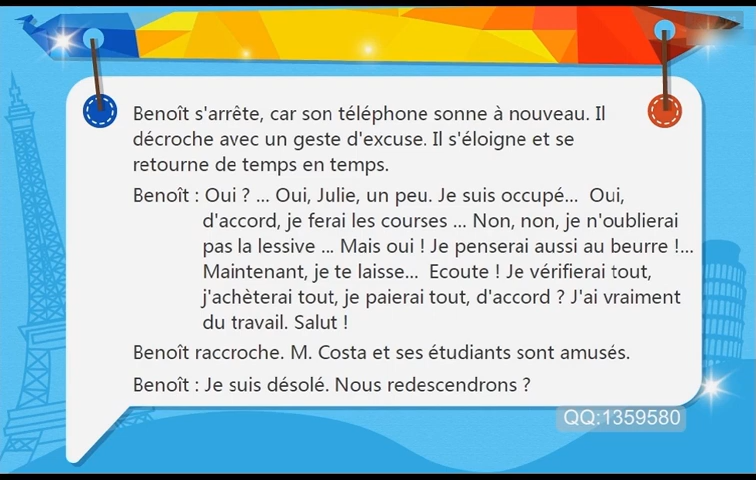 Benoît s'arrête, car son téléphone sonne à nouveau. Il
décroche avec un geste d'excuse. Il s'éloigne et se
retourne de temps en temps.
Benoît : Oui ? ... Oui, Julie, un peu. Je suis occupé... Oui,
d'accord, je ferai les courses ... Non, non, je n'oublierai
pas la lessive ... Mais oui ! Je penserai aussi au beurre !...
Maintenant, je te laisse... Ecoute ! Je vérifierai tout,
j'achèterai tout, je paierai tout, d'accord ? J'ai vraiment
du travail. Salut !
Benoît raccroche. M. Costa et ses étudiants sont amusés.
Benoît : Je suis désolé. Nous redescendrons ?
QQ:1359580